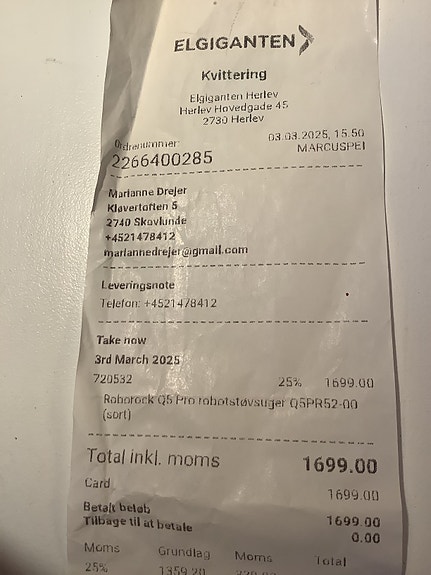 ELGIGANTEN
Kvittering
Elgiganten Herlev
Herlev Hovedgade 45
2730 Herlev
Ordrenummer: 03.03.2025, 15.50
2266400285 MARCUSPEI
Marianne Drejer
Kløvertoften 5
2740 Skovlunde
+4521478412
mariannedrejer@gmail.com
Leveringsnote
Telefon: +4521478412
Take now
3rd March 2025
720532 25% 1699.00
Roborock Q5 Pro robotstøvsuger Q5PR52-00
(sort)
Total inkl. moms 1699.00
Card 1699.00
Betalt beløb 1699.00
Tilbage til at betale 0.00
Moms Grundlag Moms Total
25% 1359.20